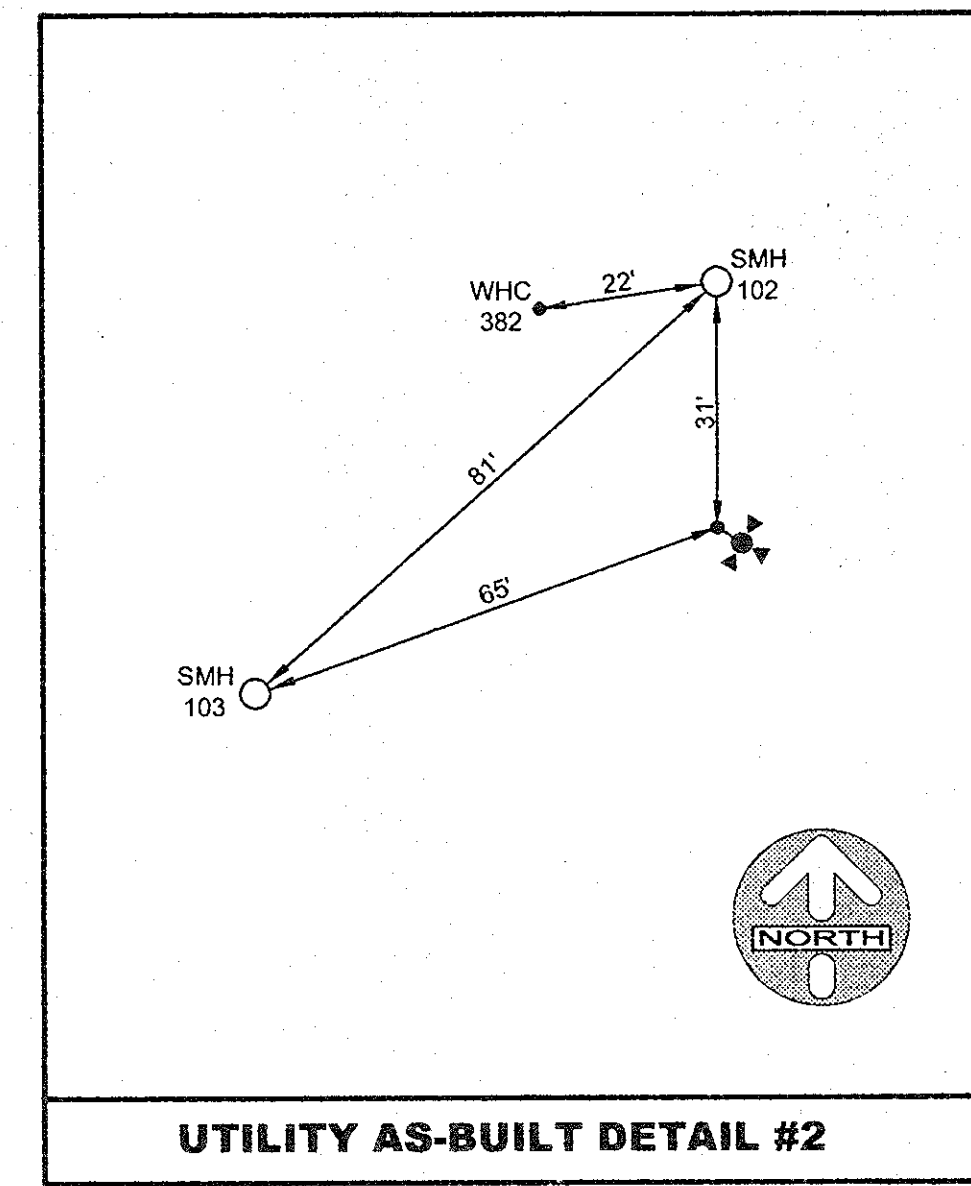 SMH
102
WHC
382
22'
31'
81'
65'
SMH
103
NORTH
UTILITY AS-BUILT DETAIL #2